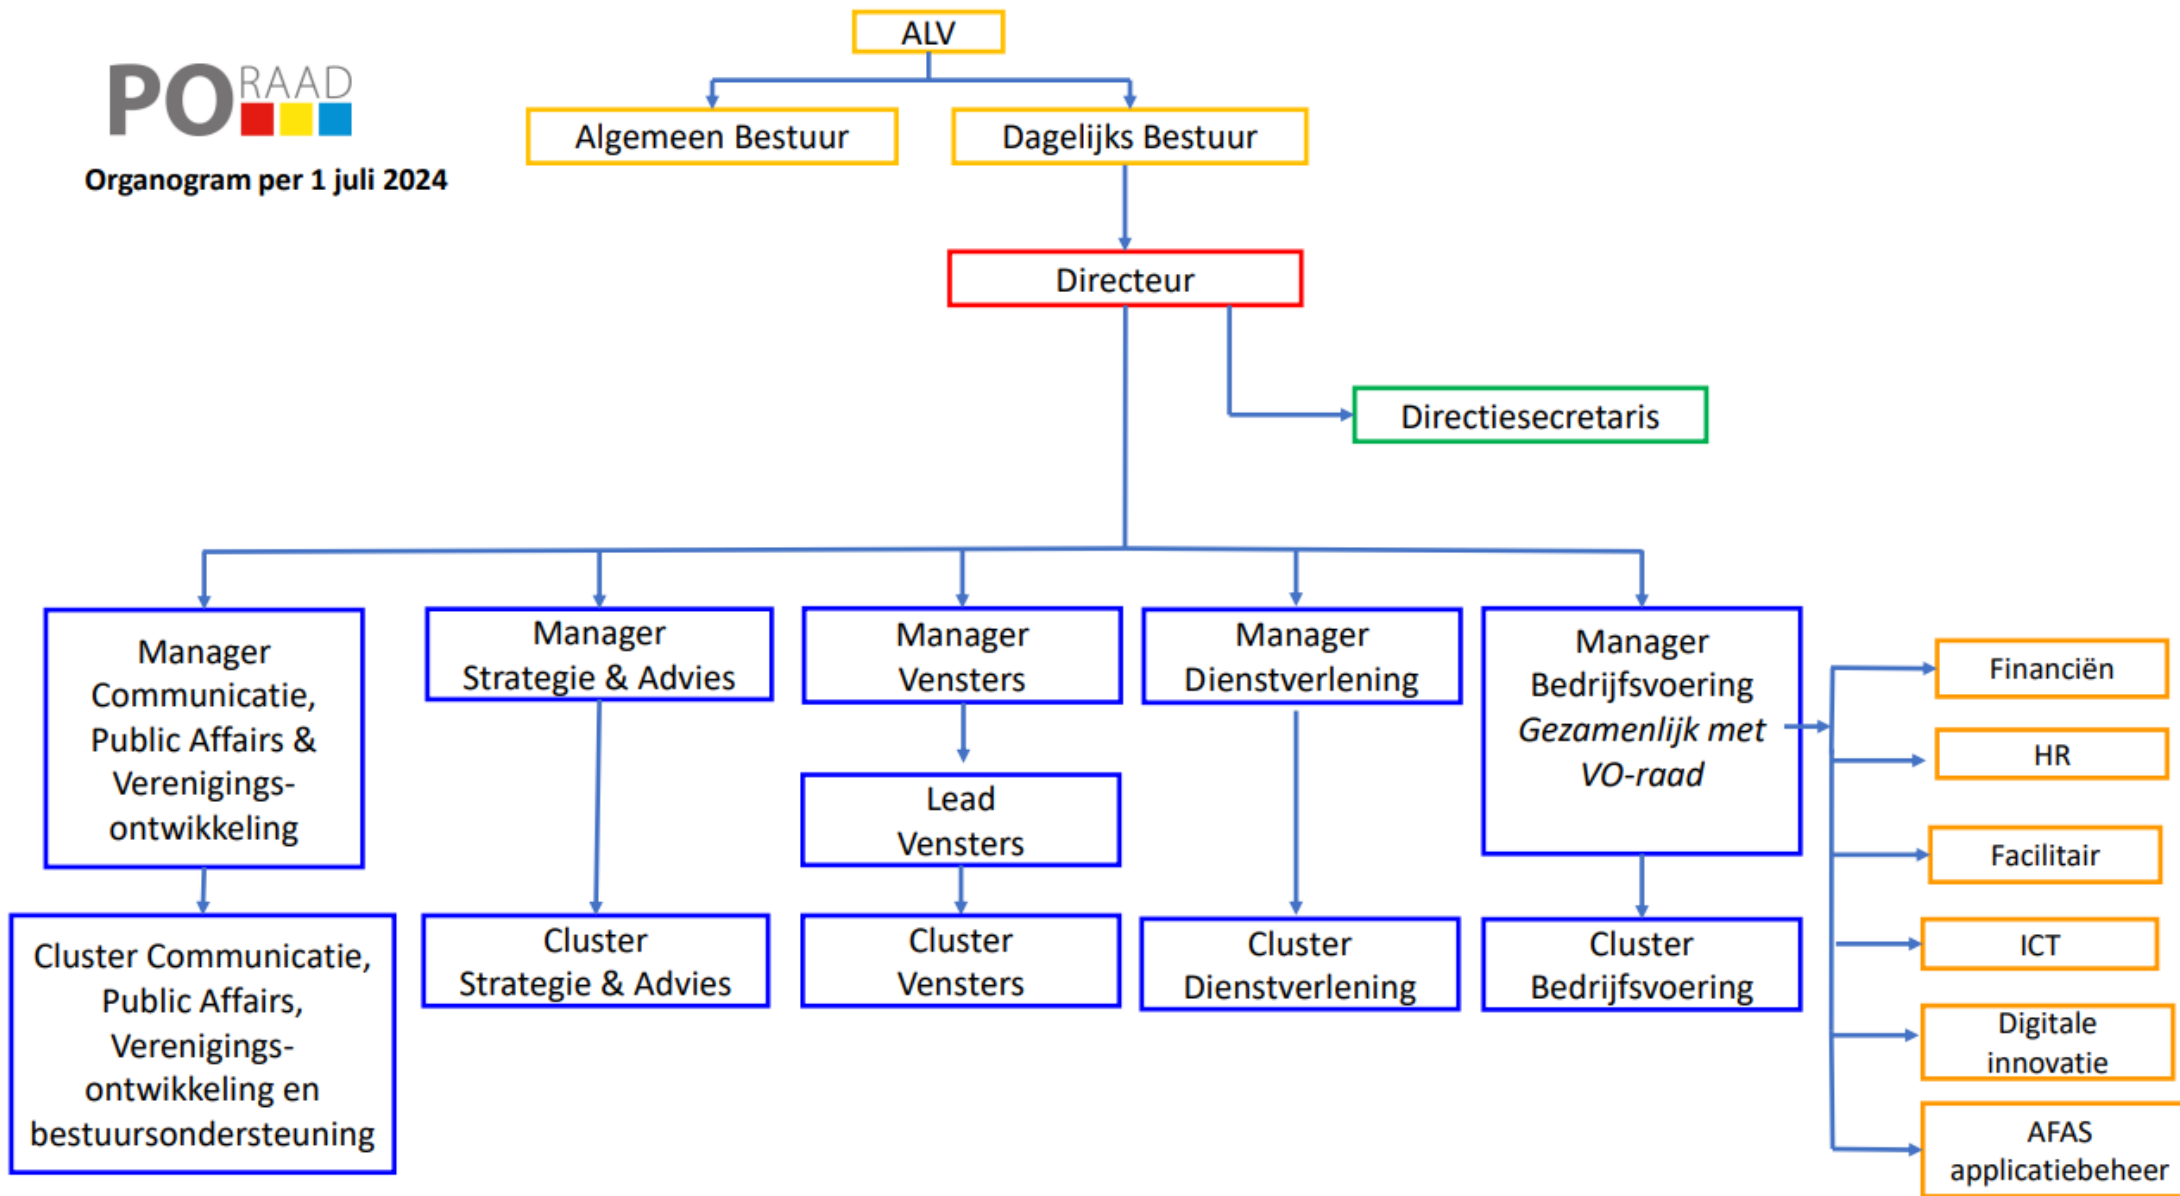 ALV
PO RAAD
Algemeen Bestuur
Dagelijks Bestuur
Organogram per 1 juli 2024
Directeur
Directiesecretaris
Manager
Communicatie,
Public Affairs &
Verenigings-
ontwikkeling
Manager
Strategie & Advies
Manager
Vensters
Manager
Dienstverlening
Manager
Bedrijfsvoering
Gezamenlijk met
VO-raad
Financiën
HR
Facilitair
ICT
Digitale
innovatie
AFAS
applicatiebeheer
Lead
Vensters
Cluster Communicatie,
Public Affairs,
Verenigings-
ontwikkeling en
bestuursondersteuning
Cluster
Strategie & Advies
Cluster
Vensters
Cluster
Dienstverlening
Cluster
Bedrijfsvoering